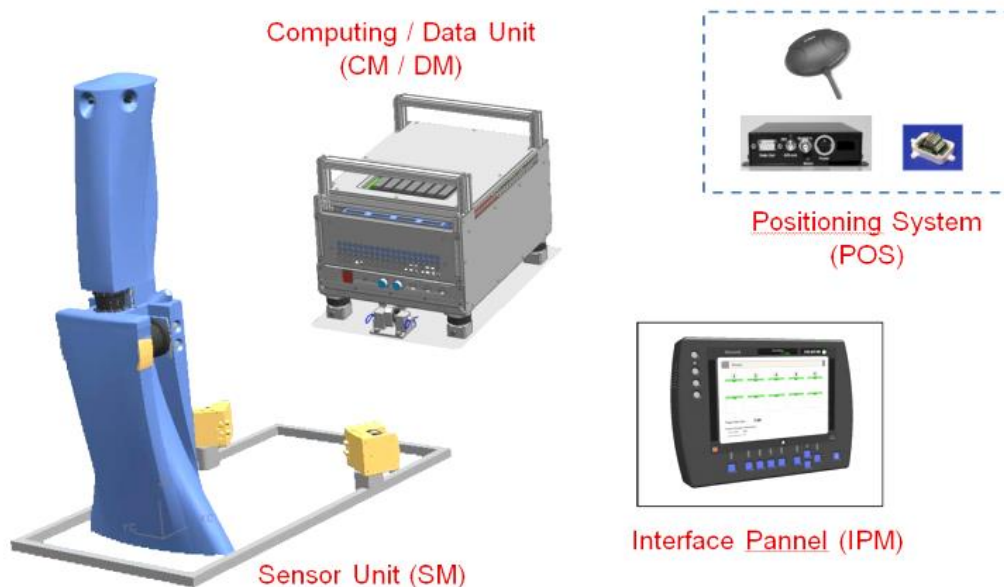 Computing / Data Unit
(CM / DM)
Positioning System
(POS)
Interface Pannel (IPM)
Sensor Unit (SM)